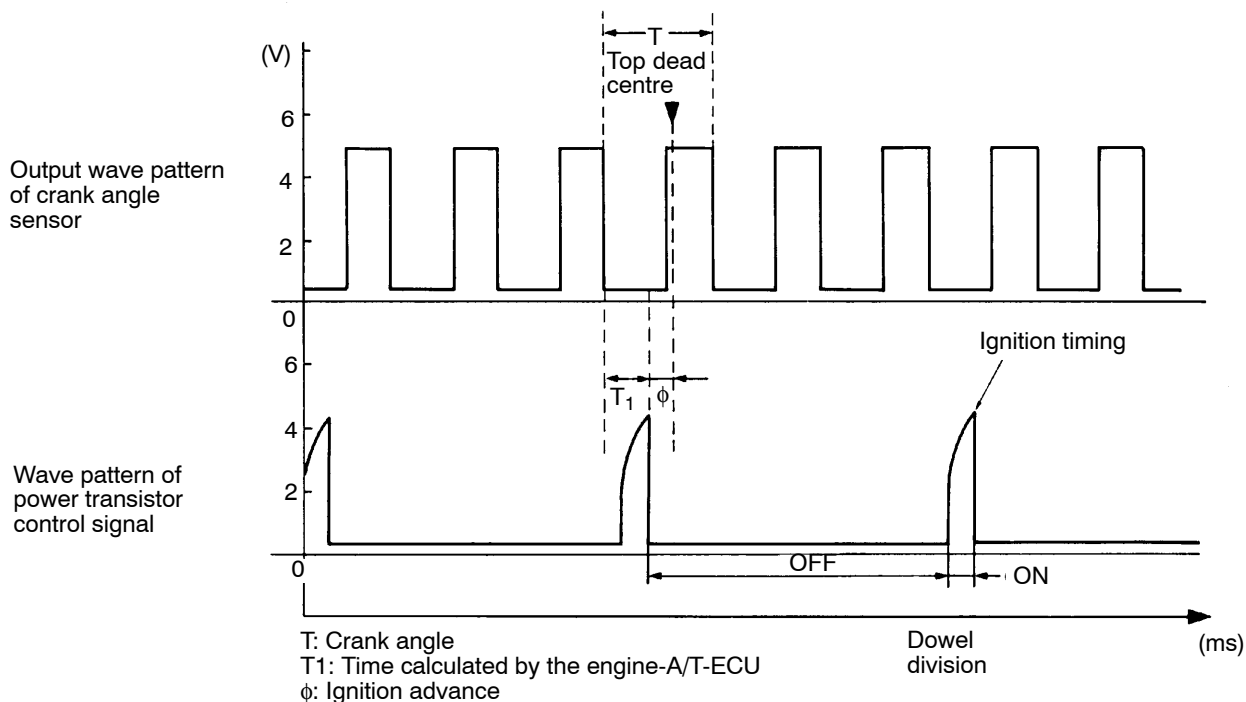 T
(V)
Top dead
centre
6
4
2
0
Output wave pattern
of crank angle
sensor
Ignition timing
6
T1
ϕ
4
2
0
Wave pattern of
power transistor
control signal
OFF
ON
T: Crank angle
Dowel
division
(ms)
T1: Time calculated by the engine-A/T-ECU
ϕ: Ignition advance